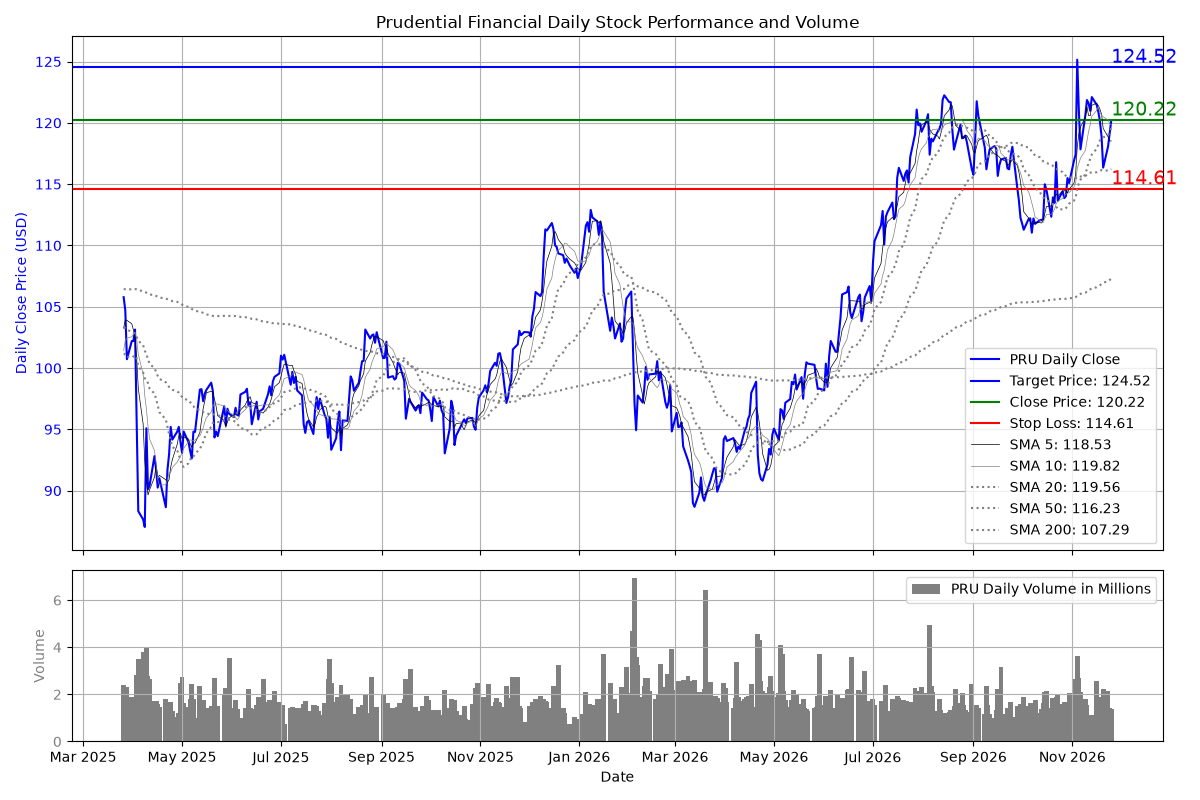 Prudential Financial Daily Stock Performance and Volume
Daily Close Price (USD)
125
120
115
110
105
100
95
90
124.52
120.22
114.61
PRU Daily Close
Target Price: 124.52
Close Price: 120.22
Stop Loss: 114.61
SMA 5: 118.53
SMA 10: 119.82
SMA 20: 119.56
SMA 50: 116.23
SMA 200: 107.29
Volume
6
4
2
0
PRU Daily Volume in Millions
Mar 2025 May 2025 Jul 2025 Sep 2025 Nov 2025 Jan 2026 Mar 2026 May 2026 Jul 2026 Sep 2026 Nov 2026
Date